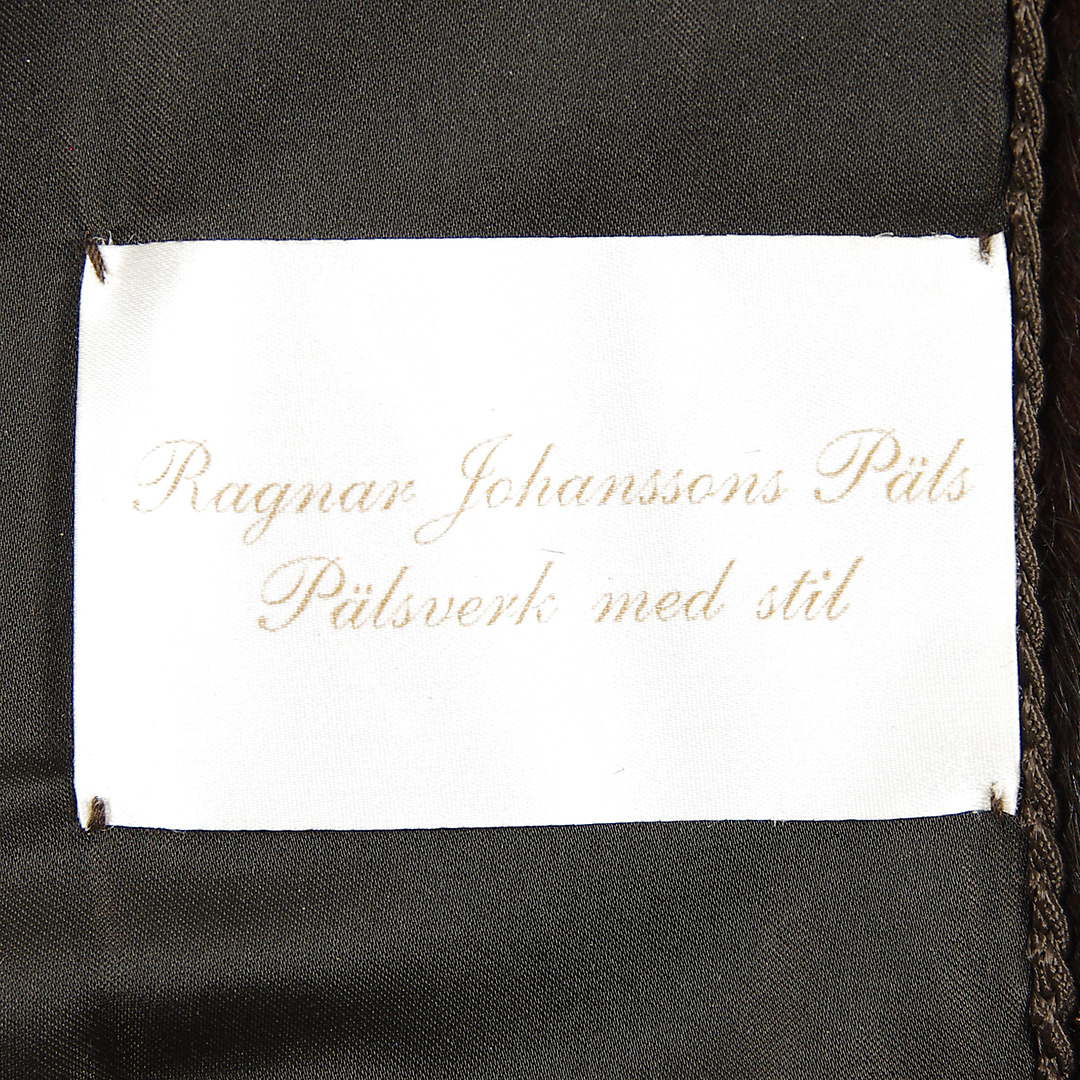 Ragnar Johanssons Päls
Pälsverk med stil